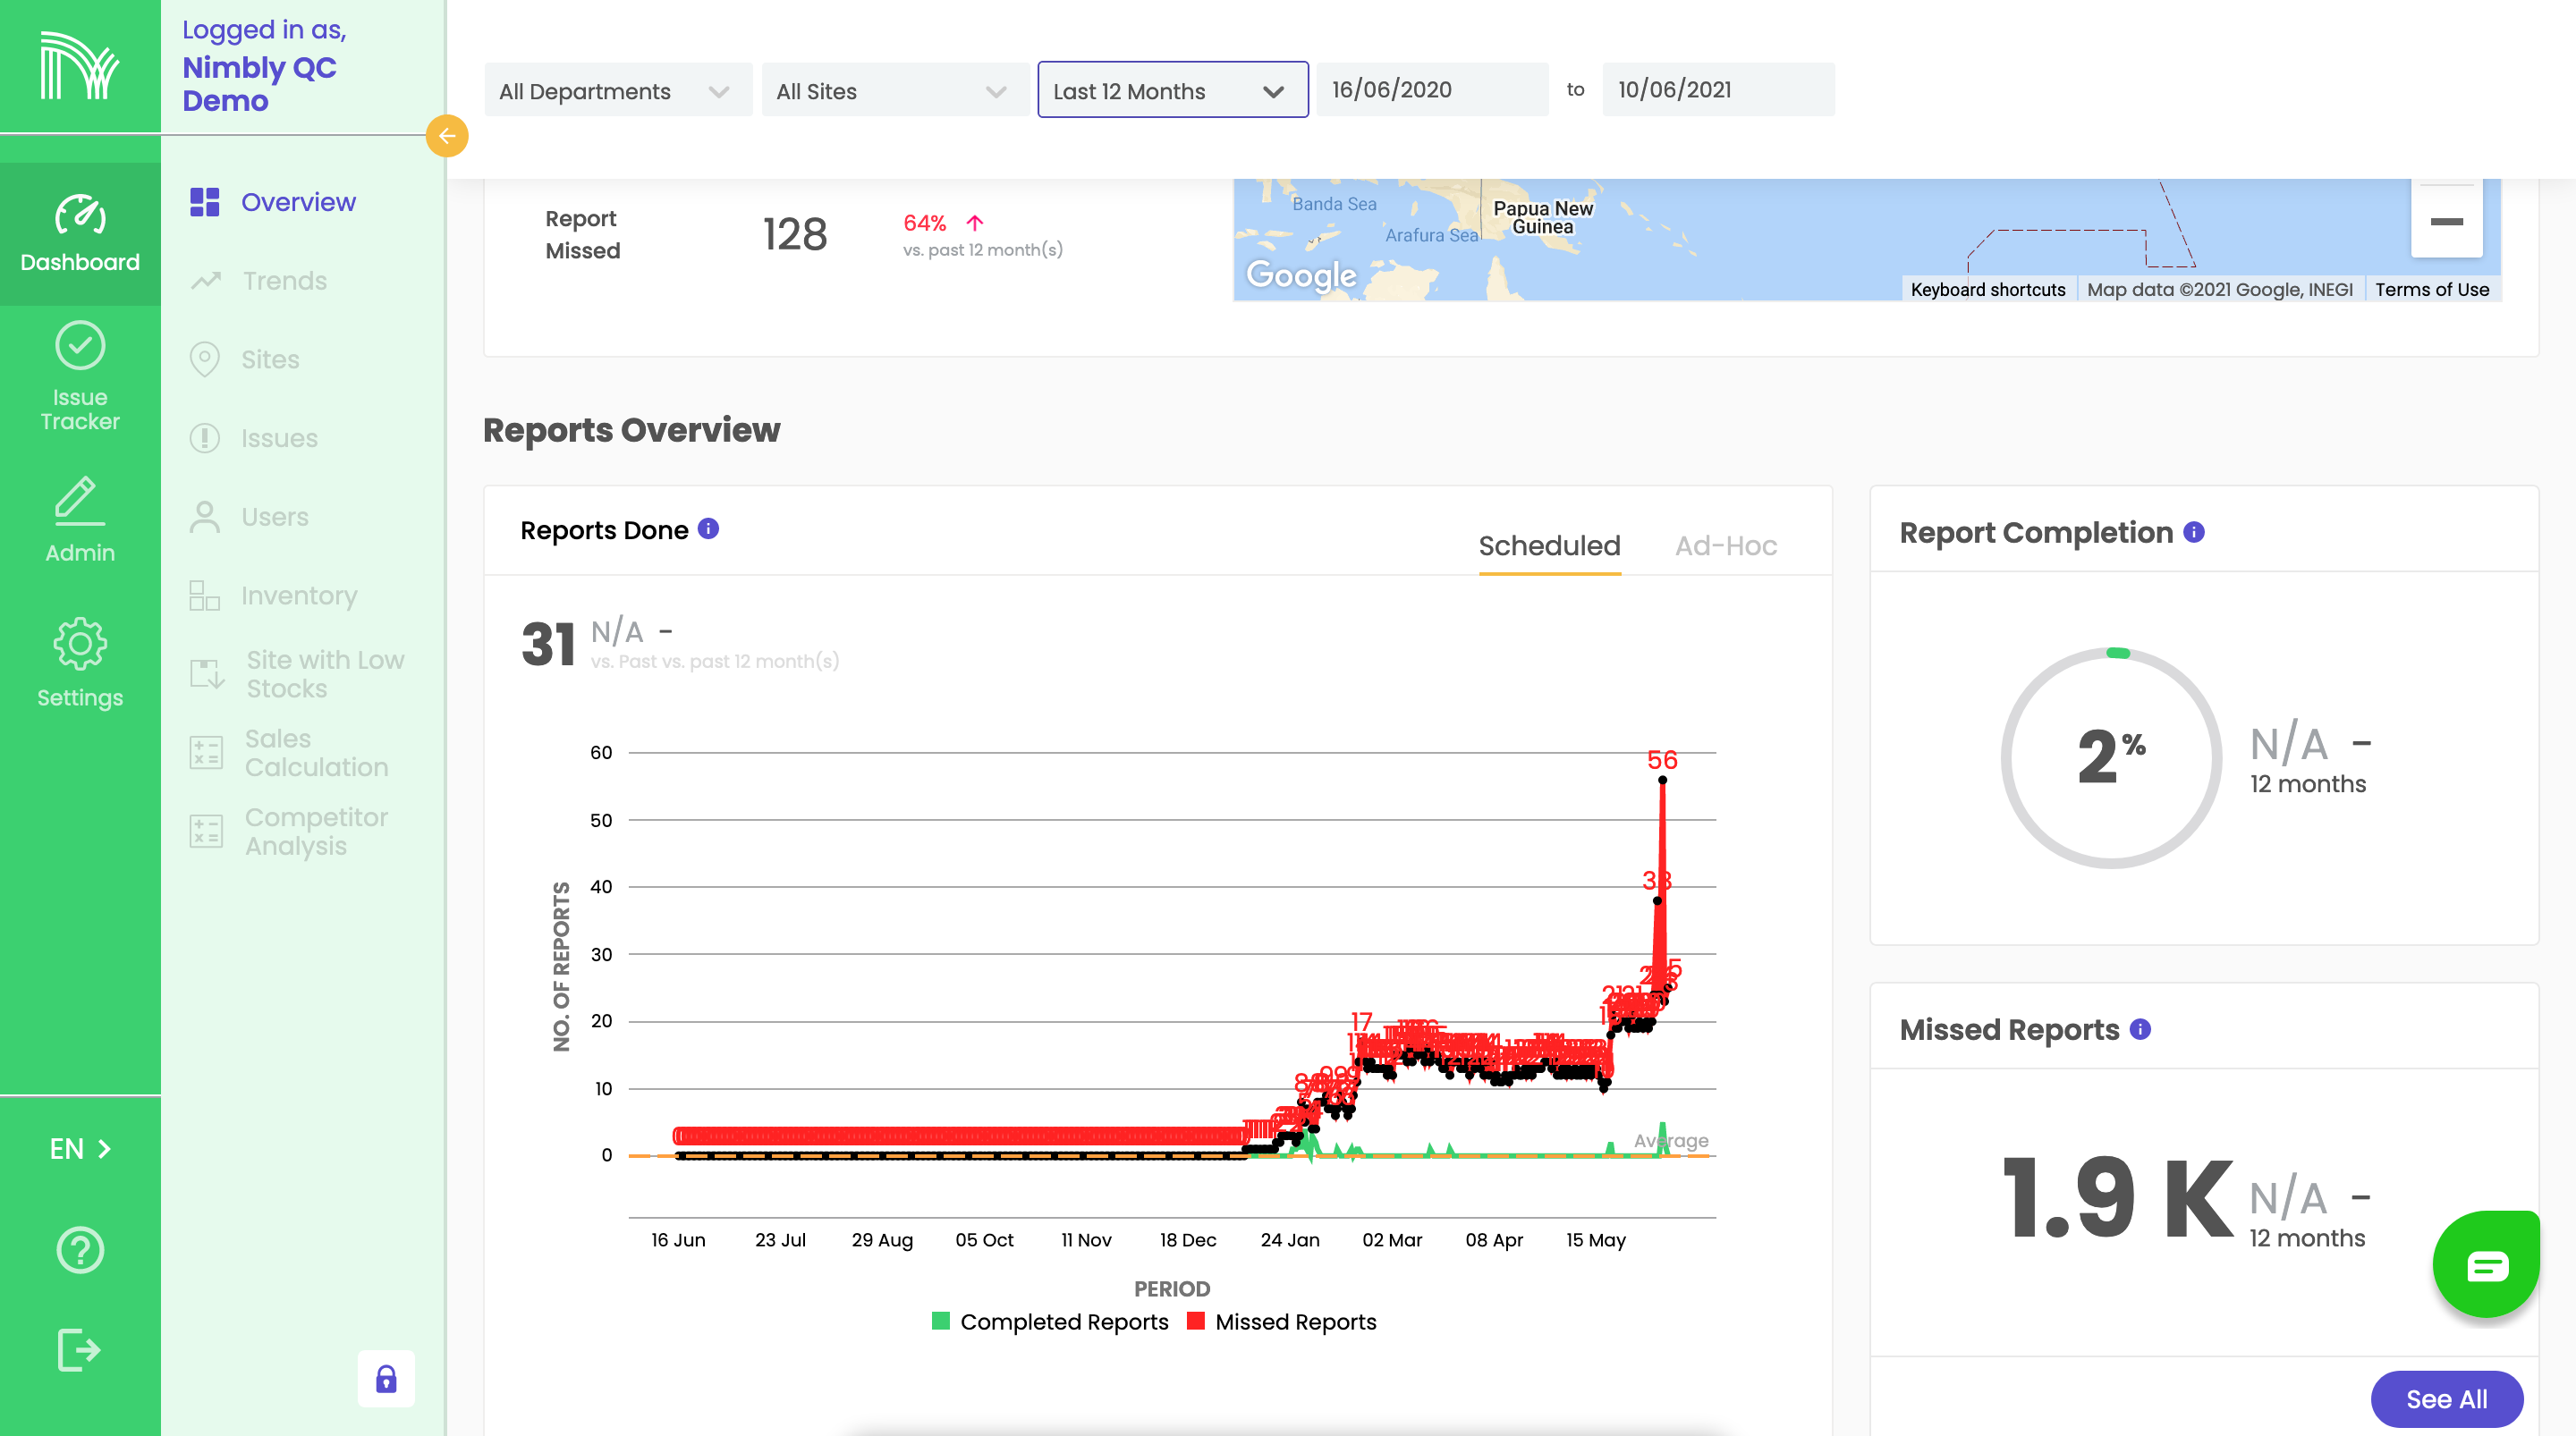 Logged in as,
Nimbly QC
Demo
All Departments
All Sites
Last 12 Months
16/06/2020
to
10/06/2021
Dashboard
Issue
Tracker
Admin
Settings
EN
Overview
Trends
Sites
Issues
Users
Inventory
Site with Low
Stocks
Sales
Calculation
Competitor
Analysis
Report
Missed
128
64%
vs. past 12 month(s)
Banda Sea
Arafura Sea
Papua New
Guinea
Google
Keyboard shortcuts
Map data ©2021 Google, INEGI
Terms of Use
Reports Overview
Reports Done
Scheduled
Ad-Hoc
31
N/A -
vs. Past vs. past 12 month(s)
NO. OF REPORTS
60
50
40
30
20
10
0
56
38
17
Average
16 Jun
23 Jul
29 Aug
05 Oct
11 Nov
18 Dec
24 Jan
02 Mar
08 Apr
15 May
PERIOD
Completed Reports
Missed Reports
Report Completion
2%
N/A -
12 months
Missed Reports
1.9 K
N/A -
12 months
See All